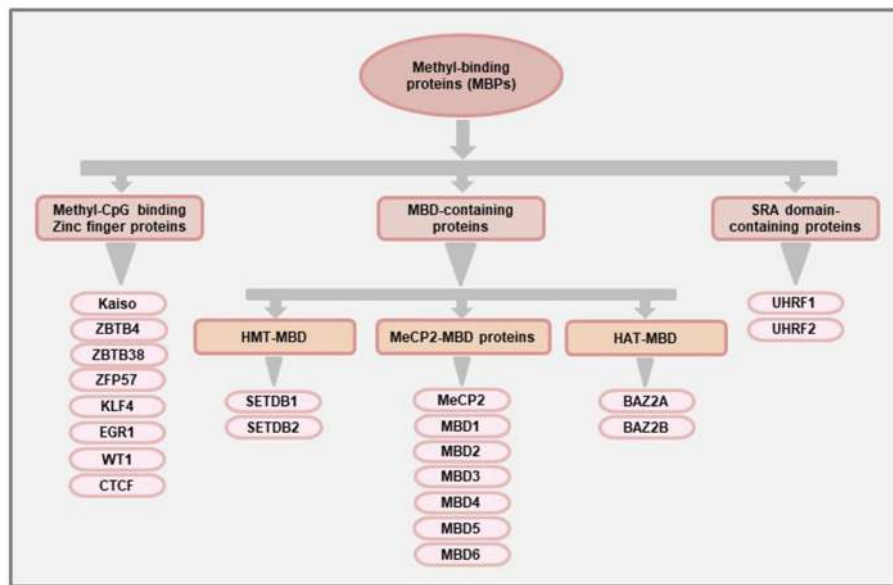 Methyl-binding
proteins (MBPs)
Methyl-CpG binding
Zinc finger proteins
MBD-containing
proteins
SRA domain-
containing proteins
Kaiso
ZBTB4
ZBTB38
ZFP57
KLF4
EGR1
WT1
CTCF
HMT-MBD
SETDB1
SETDB2
MeCP2-MBD proteins
MeCP2
MBD1
MBD2
MBD3
MBD4
MBD5
MBD6
HAT-MBD
BAZ2A
BAZ2B
UHRF1
UHRF2